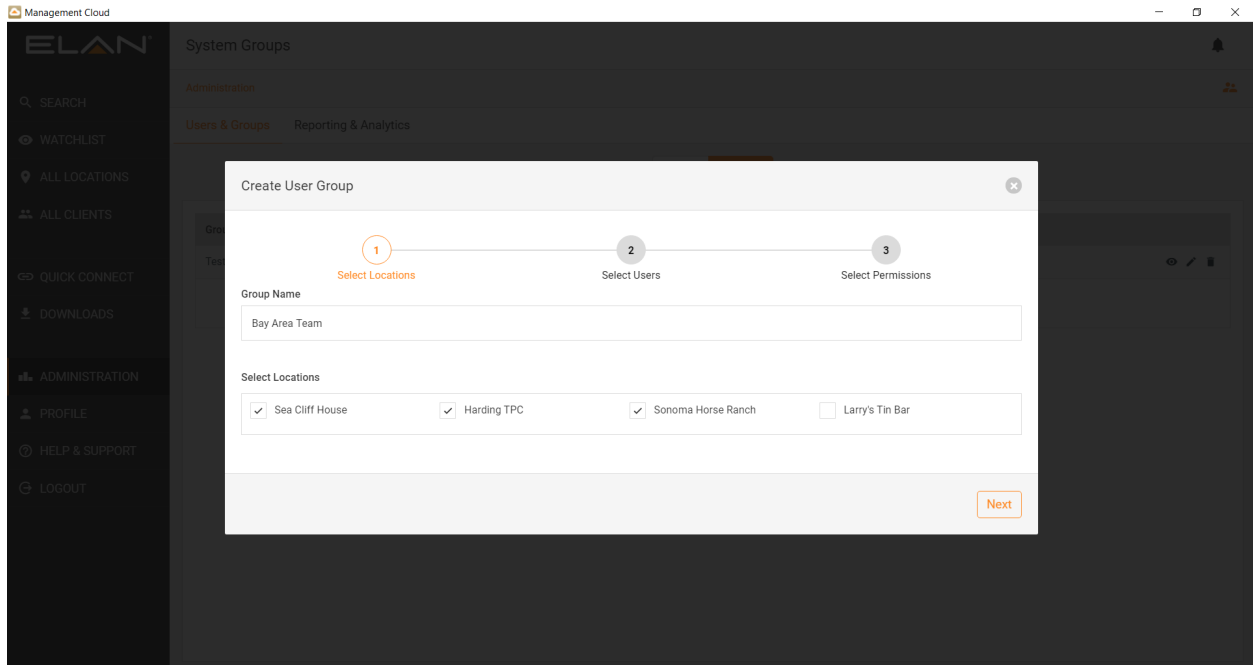 Management Cloud
ELAN
System Groups
SEARCH
WATCHLIST
ALL LOCATIONS
ALL CLIENTS
QUICK CONNECT
DOWNLOADS
ADMINISTRATION
PROFILE
HELP & SUPPORT
LOGOUT
Administration
Users & Groups Reporting & Analytics
Create User Group
1 2 3
Select Locations Select Users Select Permissions
Group Name
Bay Area Team
Select Locations
Sea Cliff House Harding TPC Sonoma Horse Ranch Larry's Tin Bar
Next